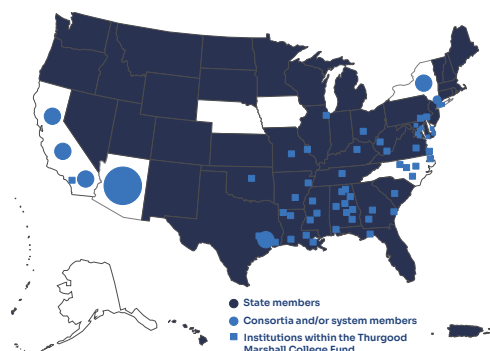 State members
Consortia and/or system members
Institutions within the Thurgood
Marshall College Fund